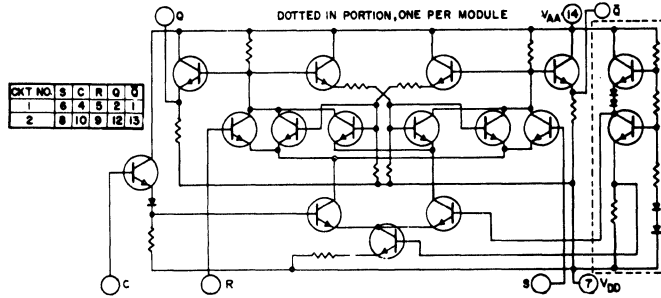 Q
DOTTED IN PORTION, ONE PER MODULE
V_AA 14
Q̄
CKT NO. S C R Q Q̄
1 6 4 5 2 1
2 8 10 9 12 13
C
R
S
7 V_DD